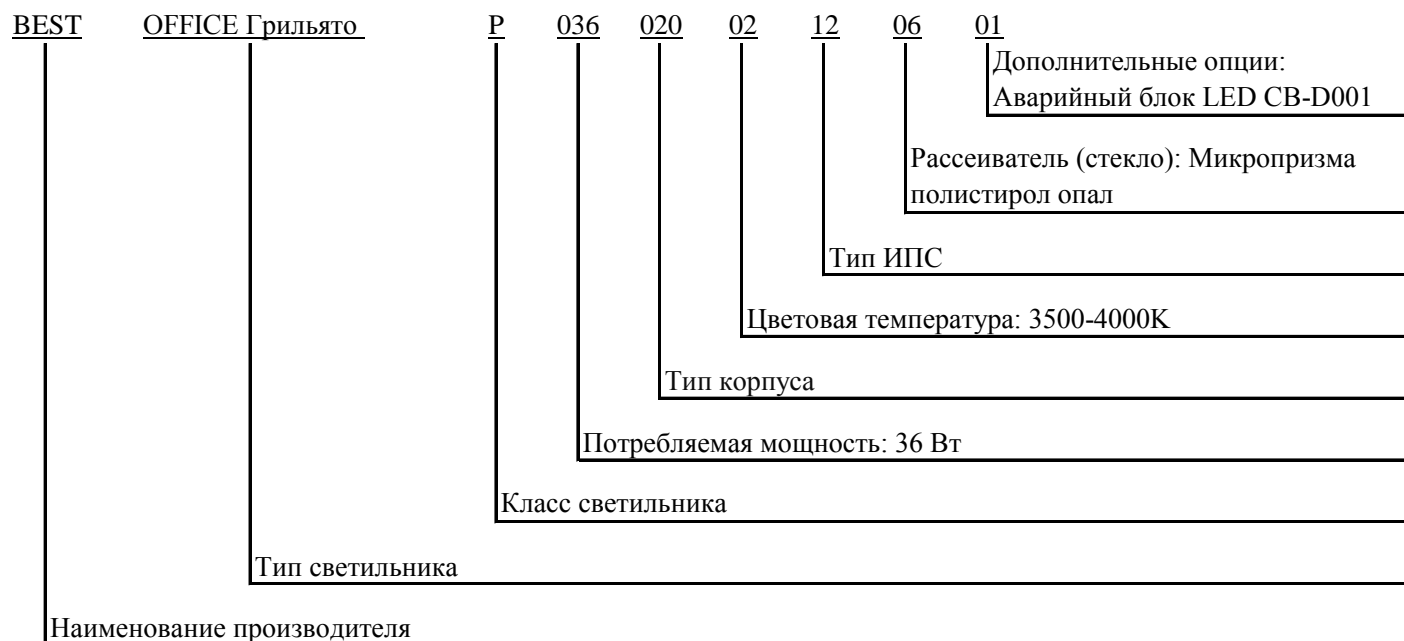 BEST OFFICE Грильято P 036 020 02 12 06 01
Дополнительные опции:
Аварийный блок LED CB-D001
Рассеиватель (стекло): Микропризма
полистирол опал
Тип ИПС
Цветовая температура: 3500-4000К
Тип корпуса
Потребляемая мощность: 36 Вт
Класс светильника
Тип светильника
Наименование производителя